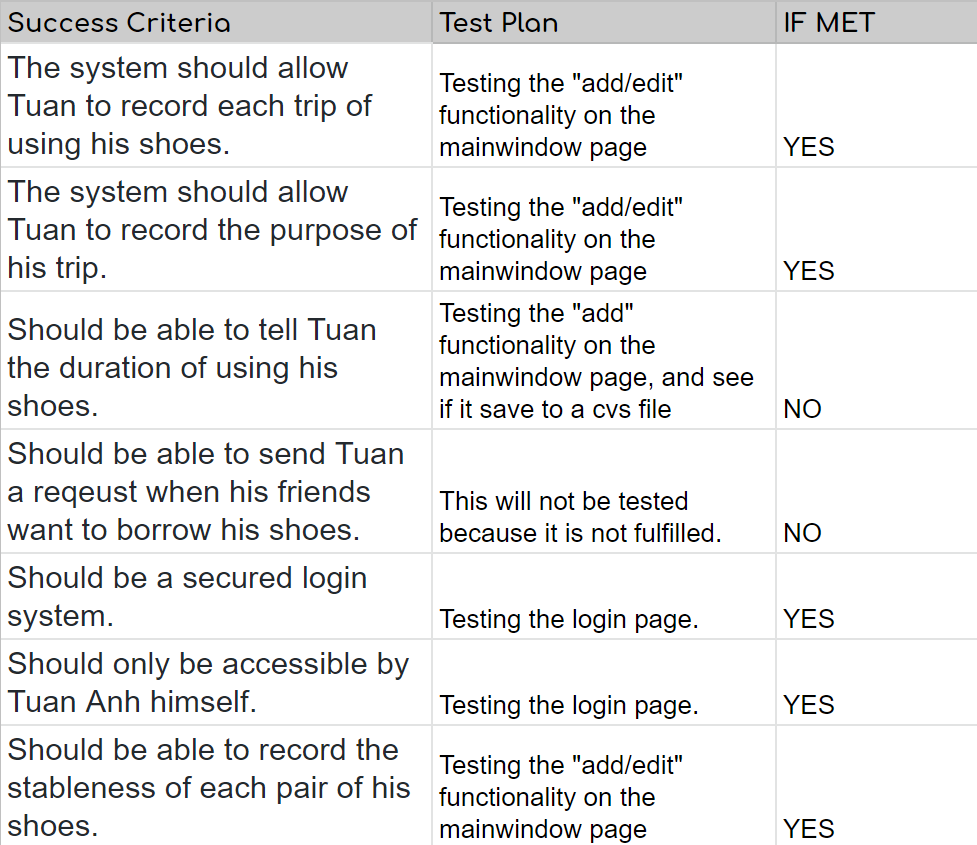 Success Criteria
Test Plan
IF MET
The system should allow
Tuan to record each trip of
using his shoes.
Testing the "add/edit"
functionality on the
mainwindow page
YES
The system should allow
Tuan to record the purpose of
his trip.
Testing the "add/edit"
functionality on the
mainwindow page
YES
Should be able to tell Tuan
the duration of using his
shoes.
Testing the "add"
functionality on the
mainwindow page, and see
if it save to a cvs file
NO
Should be able to send Tuan
a reqeust when his friends
want to borrow his shoes.
This will not be tested
because it is not fulfilled.
NO
Should be a secured login
system.
Testing the login page.
YES
Should only be accessible by
Tuan Anh himself.
Testing the login page.
YES
Should be able to record the
stableness of each pair of his
shoes.
Testing the "add/edit"
functionality on the
mainwindow page
YES